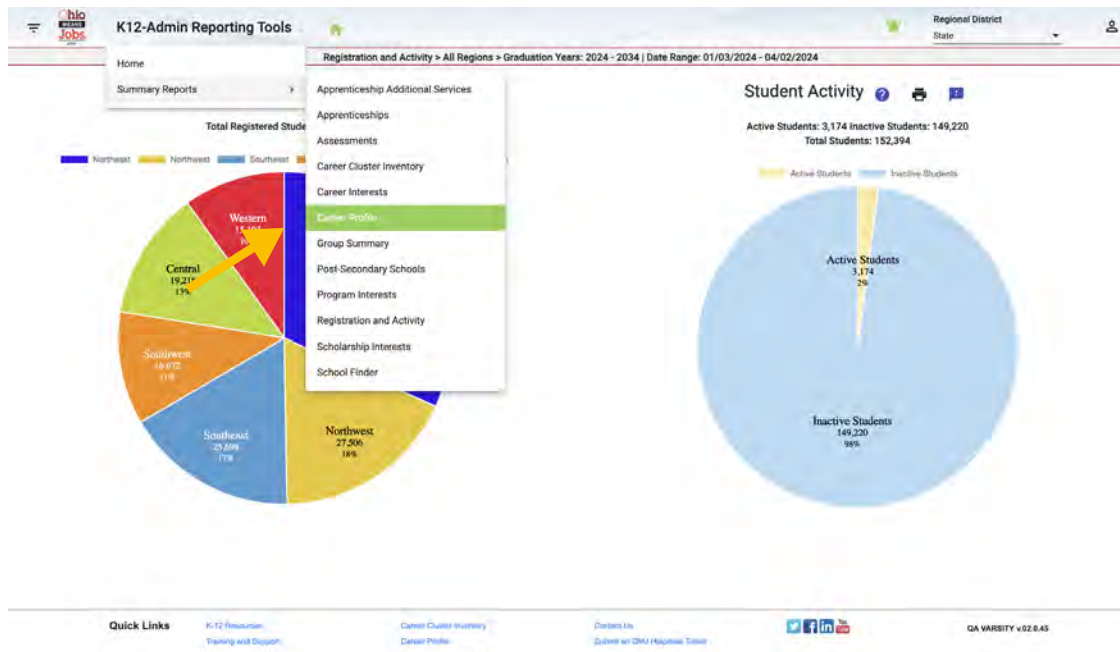 Ohio
MEANS
Jobs
K12-Admin Reporting Tools
Regional District
State
Registration and Activity > All Regions > Graduation Years: 2024 - 2034 | Date Range: 01/03/2024 - 04/02/2024
Home
Summary Reports
Apprenticeship Additional Services
Apprenticeships
Assessments
Career Cluster Inventory
Career Interests
Career Profile
Group Summary
Post-Secondary Schools
Program Interests
Registration and Activity
Scholarship Interests
School Finder
Total Registered Stude
Northeast Northwest Southeast
Western
Central
13%
Southwest
11%
Southeast
25,698
17%
Northwest
27,506
18%
Student Activity
Active Students: 3,174 Inactive Students: 149,220
Total Students: 152,394
Active Students Inactive Students
Active Students
3,174
2%
Inactive Students
149,220
98%
Quick Links
K-12 Resources
Training and Support
Career Cluster Inventory
Career Profile
Contact Us
Submit an OMJ Helpdesk Ticket
You
Tube
QA VARSITY v.02.0.45